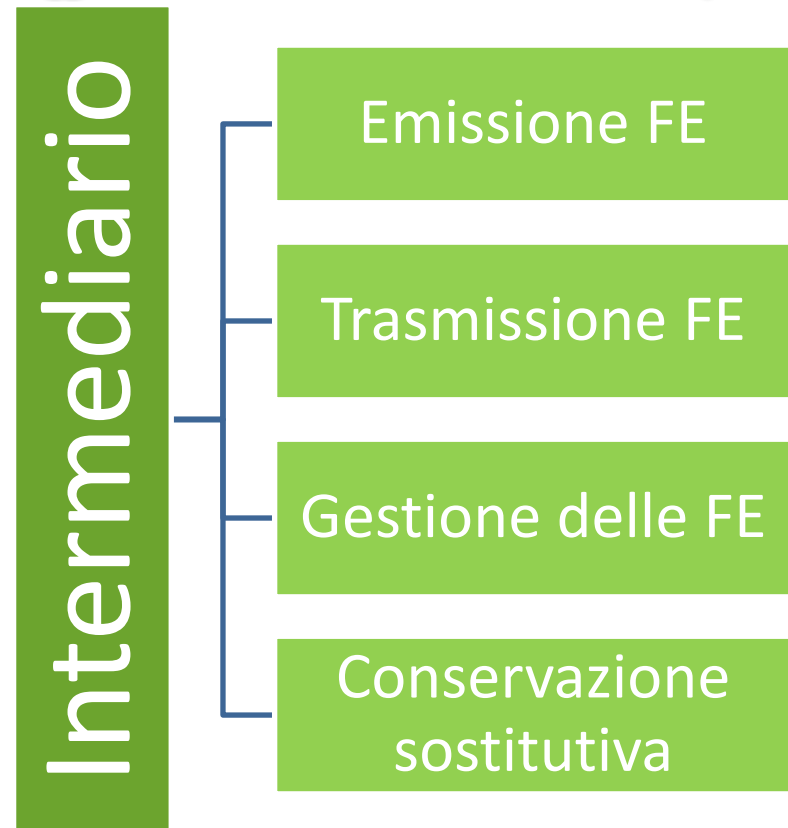 Intermediario
Emissione FE
Trasmissione FE
Gestione delle FE
Conservazione
sostitutiva